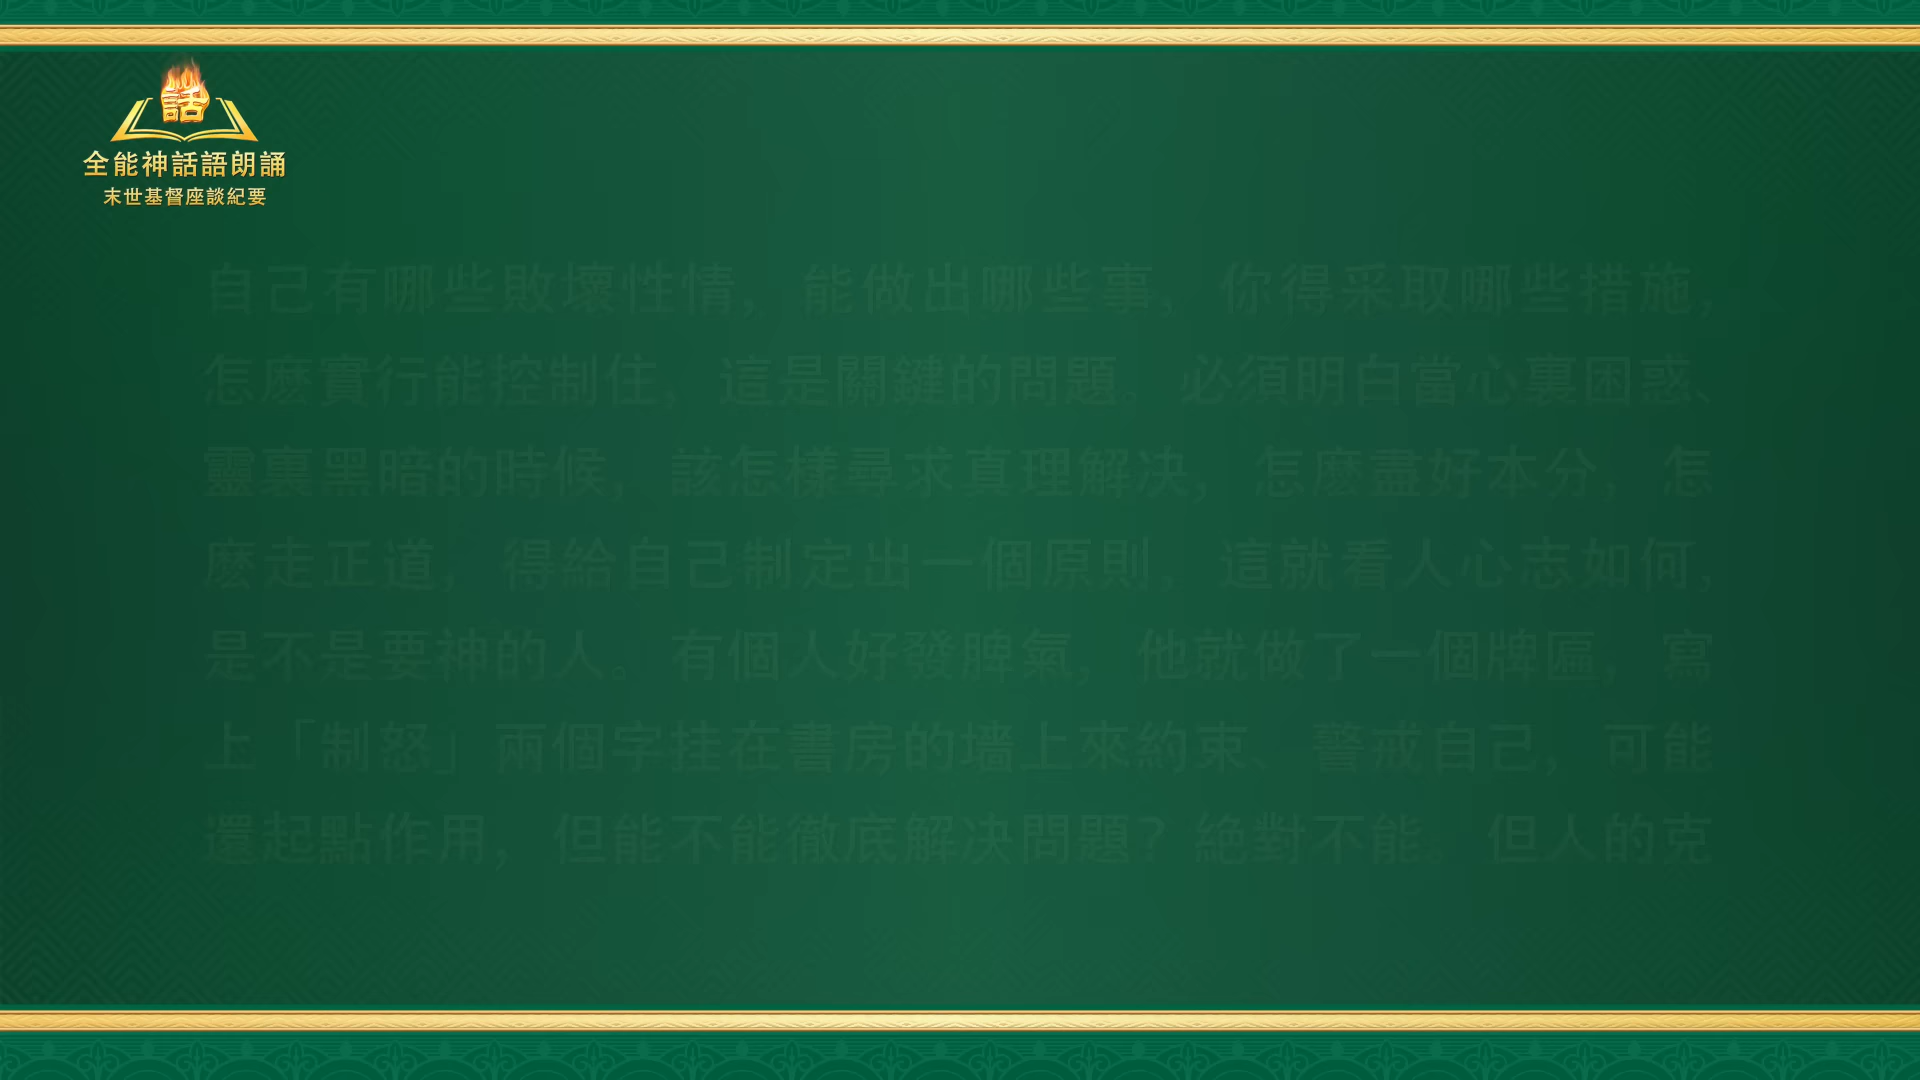 話
全能神話語朗誦
末世基督座談紀要
自己有哪些敗壞性情，能做出哪些事，你得采取哪些措施，
怎麽實行能控制住，這是關鍵的問題。必須明白當心裏困惑、
靈裏黑暗的時候，該怎樣尋求真理解决，怎麽盡好本分，怎
麽走正道，得給自己制定出一個原則，這就看人心志如何，
是不是要神的人。有個人好發脾氣，他就做了一個牌匾，寫
上「制怒」兩個字挂在書房的墙上來約束、警戒自己，可能
還起點作用，但能不能徹底解决問題？絶對不能。但人的克